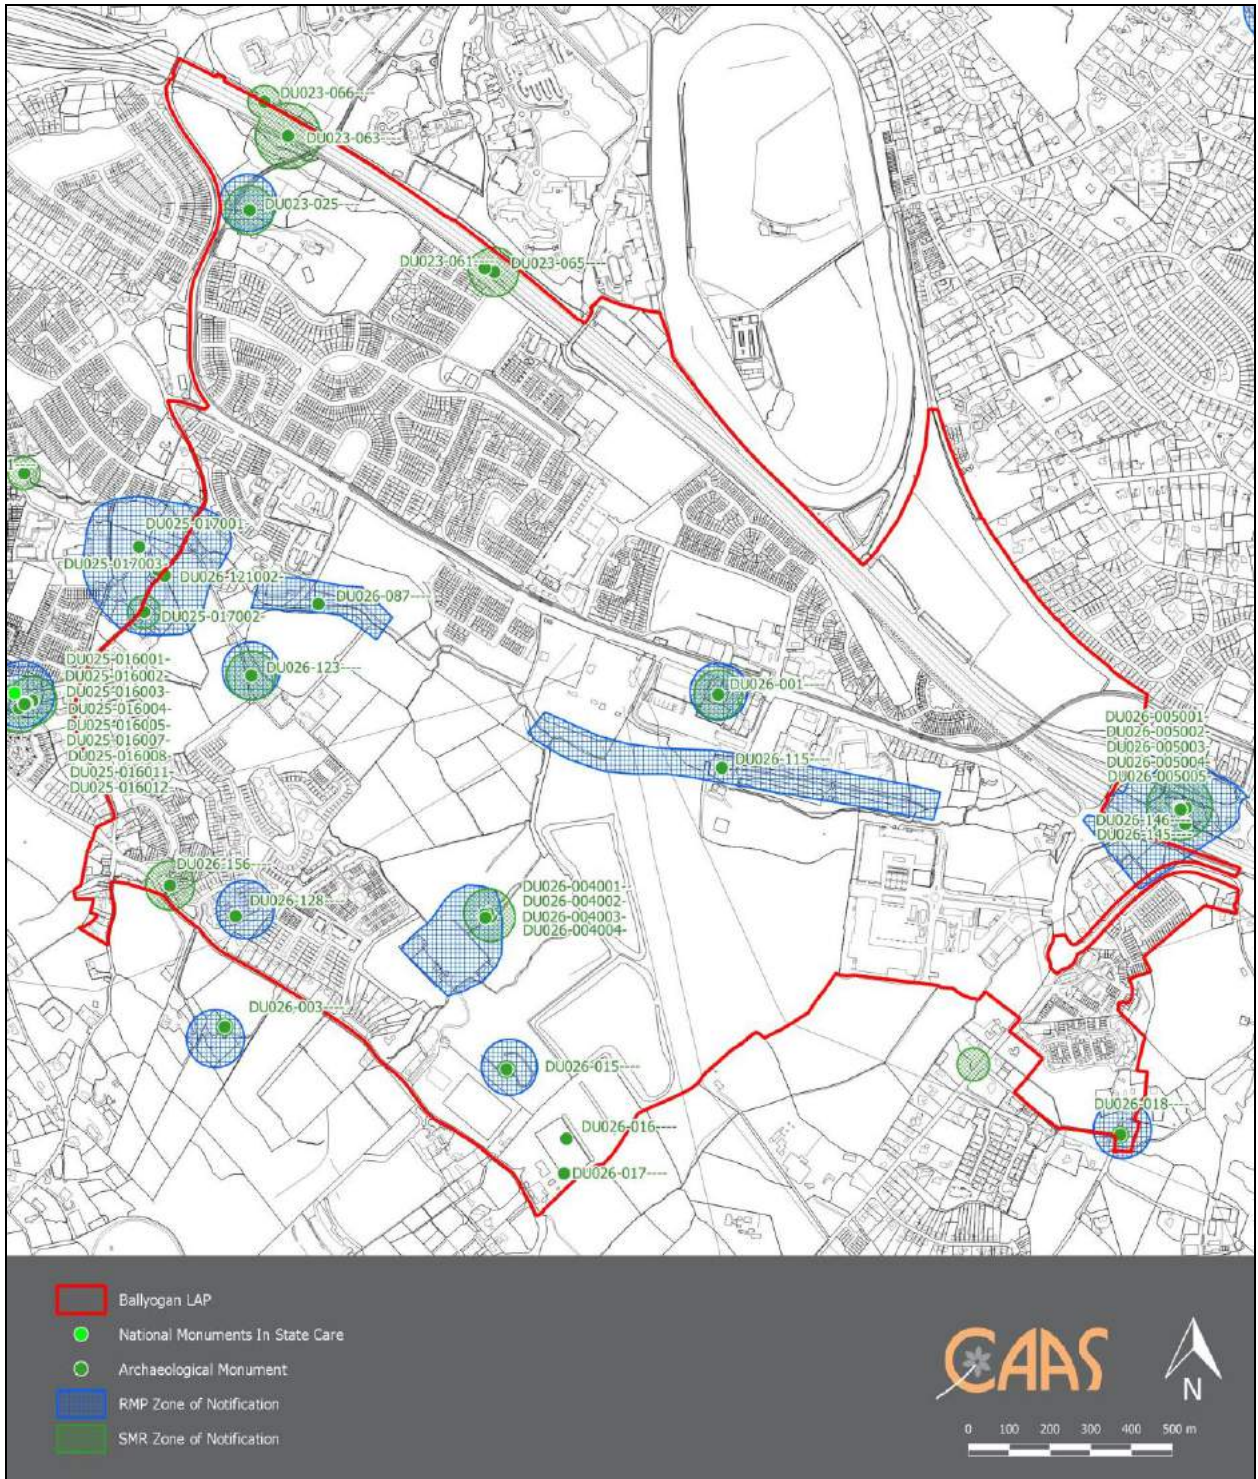 DU023-066----
DU023-063----
DU023-025----
DU023-061----
DU023-065----
DU025-017001-
DU025-017003-
DU026-121002-
DU026-087----
DU025-017002-
DU025-016001-
DU025-016002-
DU025-016003-
DU025-016004-
DU025-016005-
DU025-016007-
DU025-016008-
DU025-016011-
DU025-016012-
DU026-123----
DU026-001----
DU026-005001-
DU026-005002-
DU026-005003-
DU026-005004-
DU026-005005-
DU026-115----
DU026-146----
DU026-145----
DU026-156----
DU026-128----
DU026-004001-
DU026-004002-
DU026-004003-
DU026-004004-
DU026-003----
DU026-015----
DU026-018----
DU026-016----
DU026-017----
Ballyogan LAP
National Monuments In State Care
Archaeological Monument
RMP Zone of Notification
SMR Zone of Notification
CAAS
N
0 100 200 300 400 500 m